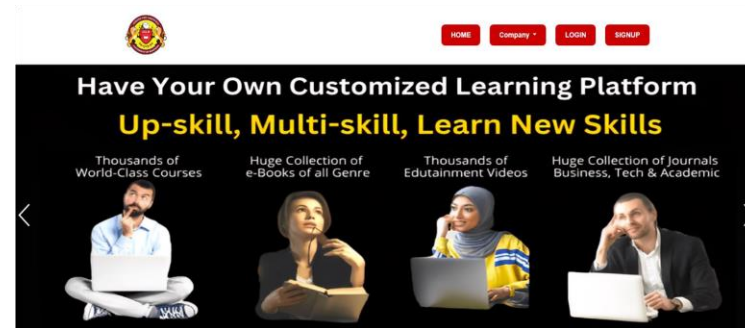 HOME
Company
LOGIN
SIGNUP
Have Your Own Customized Learning Platform
Up-skill, Multi-skill, Learn New Skills
Thousands of
World-Class Courses
Huge Collection of
e-Books of all Genre
Thousands of
Edutainment Videos
Huge Collection of Journals
Business, Tech & Academic